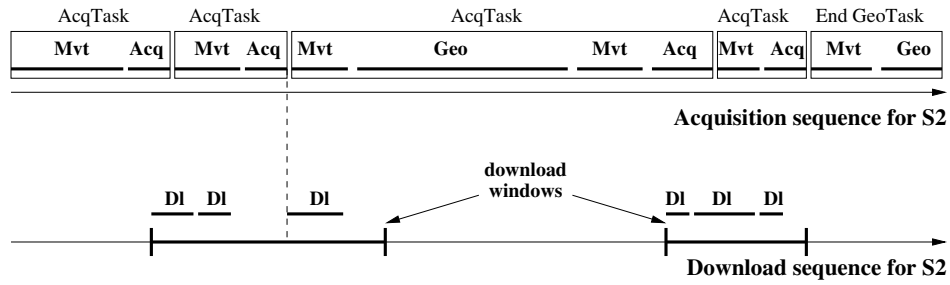 AcqTask AcqTask AcqTask AcqTask End GeoTask
Mvt Acq Mvt Acq Mvt Geo Mvt Acq Mvt Acq Mvt Geo
Acquisition sequence for S2
download
windows
Dl Dl Dl Dl Dl Dl
Download sequence for S2